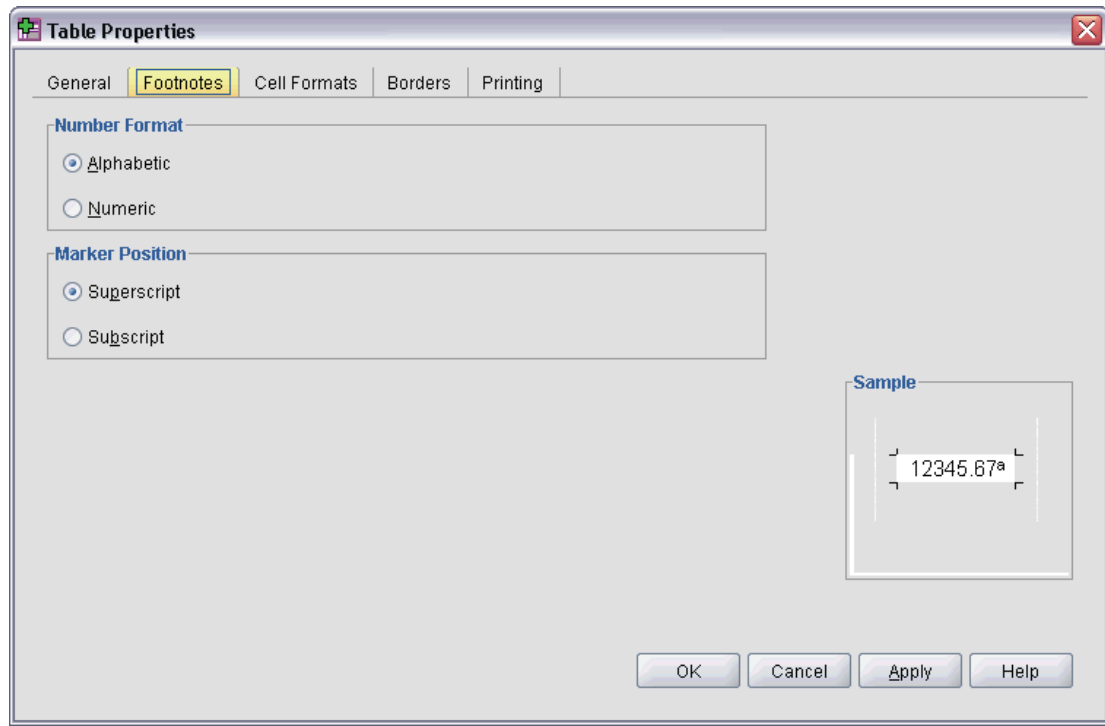 Table Properties
General Footnotes Cell Formats Borders Printing
Number Format
Alphabetic
Numeric
Marker Position
Superscript
Subscript
Sample
12345.67ᵃ
OK Cancel Apply Help